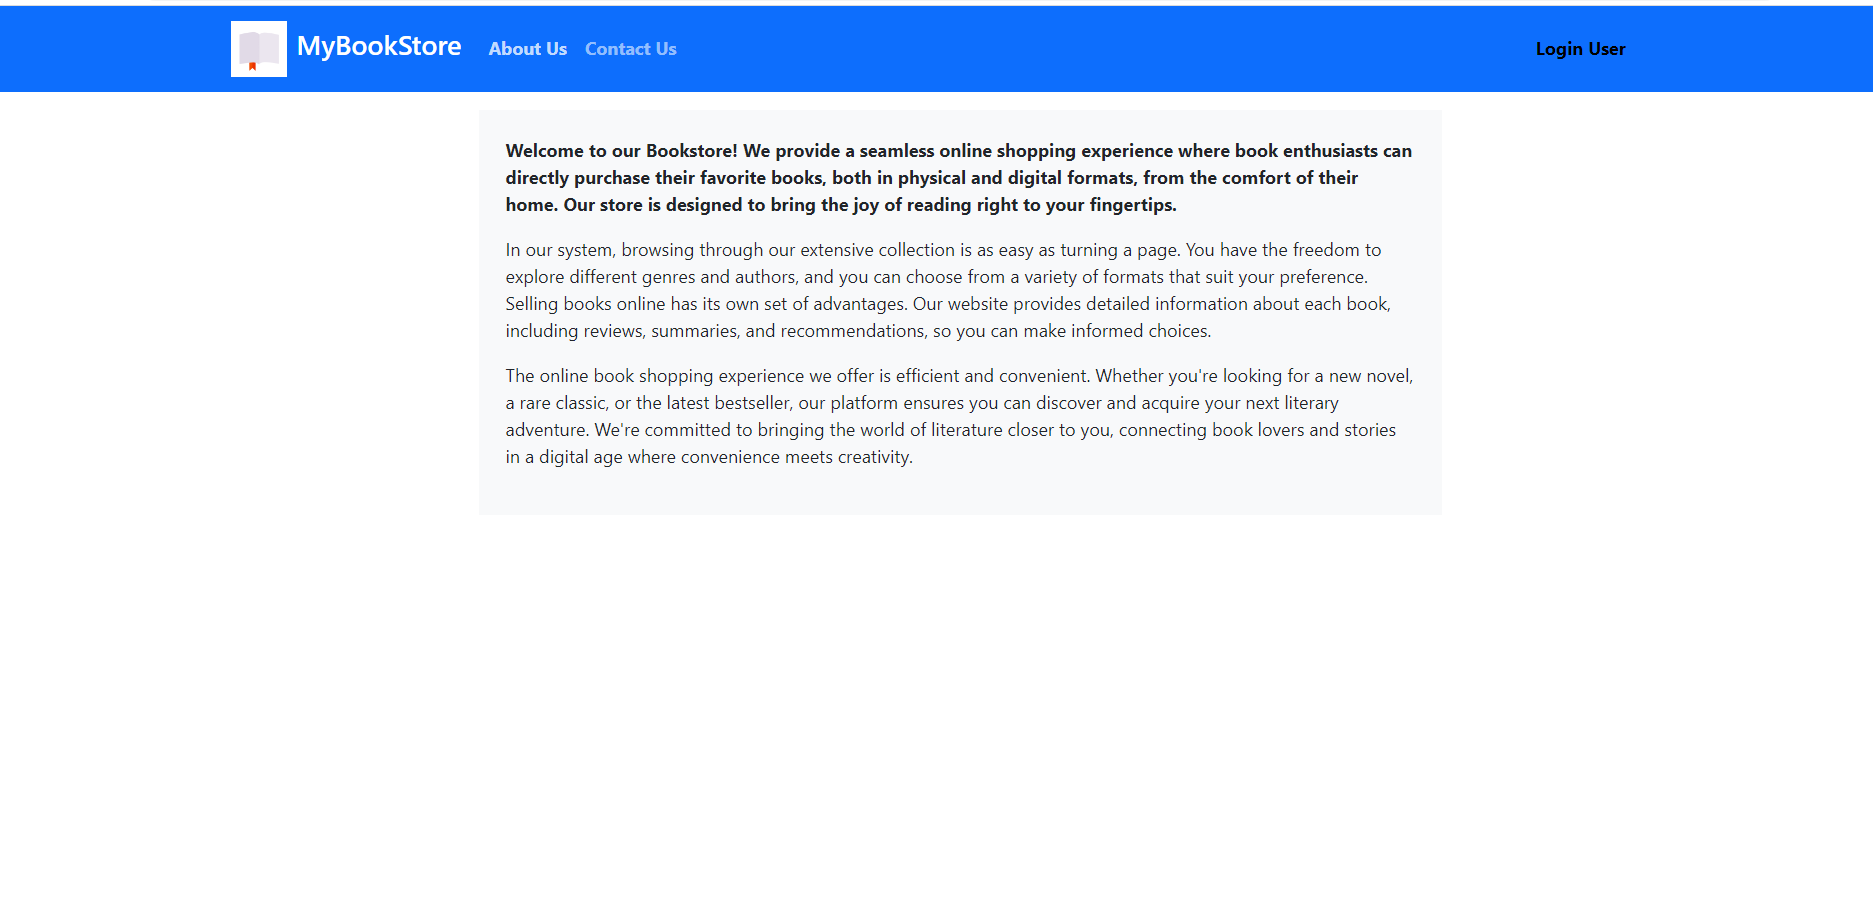 MyBookStore About Us Contact Us Login User
Welcome to our Bookstore! We provide a seamless online shopping experience where book enthusiasts can
directly purchase their favorite books, both in physical and digital formats, from the comfort of their
home. Our store is designed to bring the joy of reading right to your fingertips.
In our system, browsing through our extensive collection is as easy as turning a page. You have the freedom to
explore different genres and authors, and you can choose from a variety of formats that suit your preference.
Selling books online has its own set of advantages. Our website provides detailed information about each book,
including reviews, summaries, and recommendations, so you can make informed choices.
The online book shopping experience we offer is efficient and convenient. Whether you're looking for a new novel,
a rare classic, or the latest bestseller, our platform ensures you can discover and acquire your next literary
adventure. We're committed to bringing the world of literature closer to you, connecting book lovers and stories
in a digital age where convenience meets creativity.